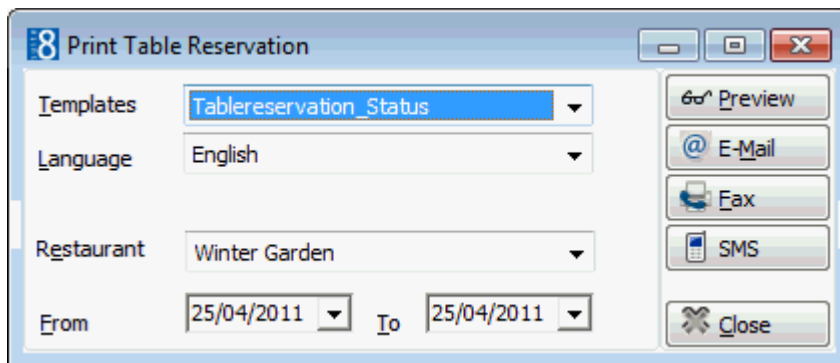 8 Print Table Reservation
Templates Tablereservation_Status
Language English
Restaurant Winter Garden
From 25/04/2011 To 25/04/2011
Preview
E-Mail
Fax
SMS
Close